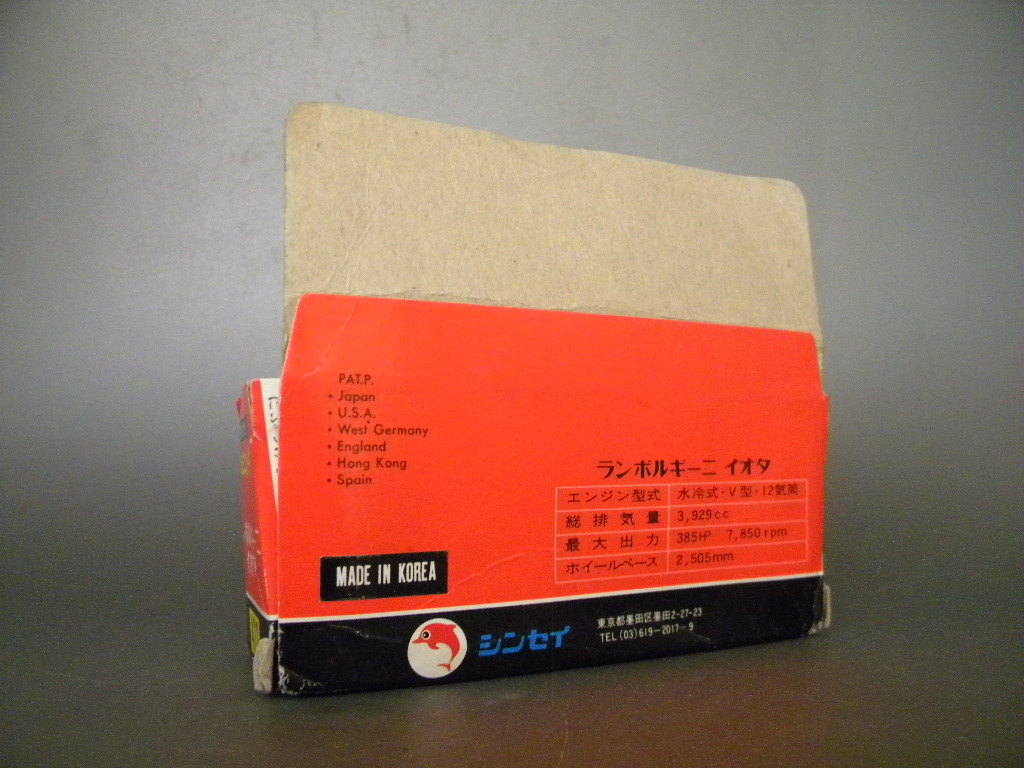 PAT.P.
• Japan
• U.S.A.
• West Germany
• England
• Hong Kong
• Spain
ランボルギーニ イオタ
エンジン型式 水冷式・V型・12気筒
総排気量 3,929cc
最大出力 385HP 7,850rpm
ホイールベース 2,505mm
MADE IN KOREA
シンセイ
東京都墨田区墨田2-27-23
TEL (03)619-2017~9